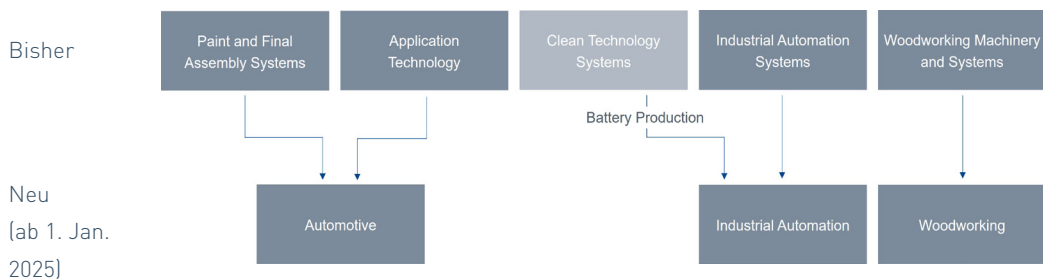 Bisher
Paint and Final
Assembly Systems
Application
Technology
Clean Technology
Systems
Industrial Automation
Systems
Woodworking Machinery
and Systems
Battery Production
Neu
(ab 1. Jan.
2025)
Automotive
Industrial Automation
Woodworking